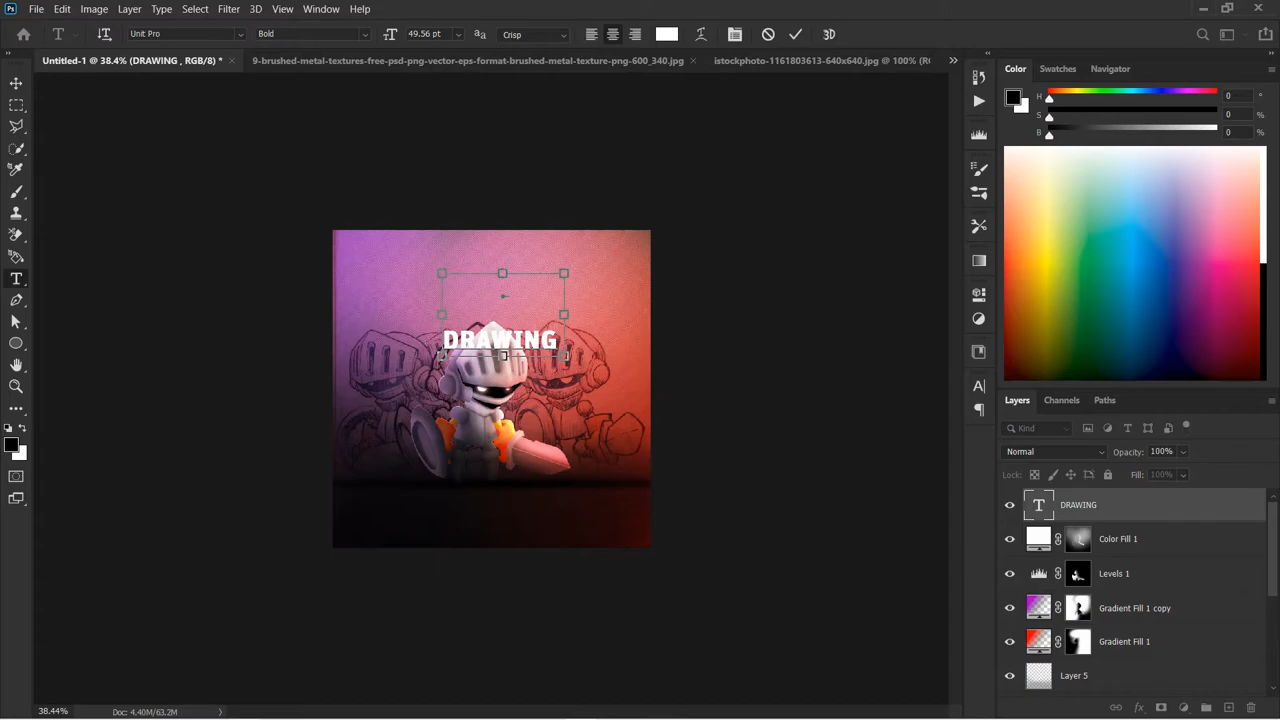 File Edit Image Layer Type Select Filter 3D View Window Help
Unit Pro Bold 49.56 pt Crisp 3D
Untitled-1 @ 38.4% (DRAWING , RGB/8) * × 9-brushed-metal-textures-free-psd-png-vector-eps-format-brushed-metal-texture-png-600_340.jpg × istockphoto-1161803613-640x640.jpg @ 100% (R
Color Swatches Navigator
H 0 °
S 0 %
B 0 %
DRAWING
Layers Channels Paths
Kind
Normal Opacity: 100%
Lock: Fill: 100%
DRAWING
Color Fill 1
Levels 1
Gradient Fill 1 copy
Gradient Fill 1
Layer 5
38.44% Doc: 4.40M/63.2M